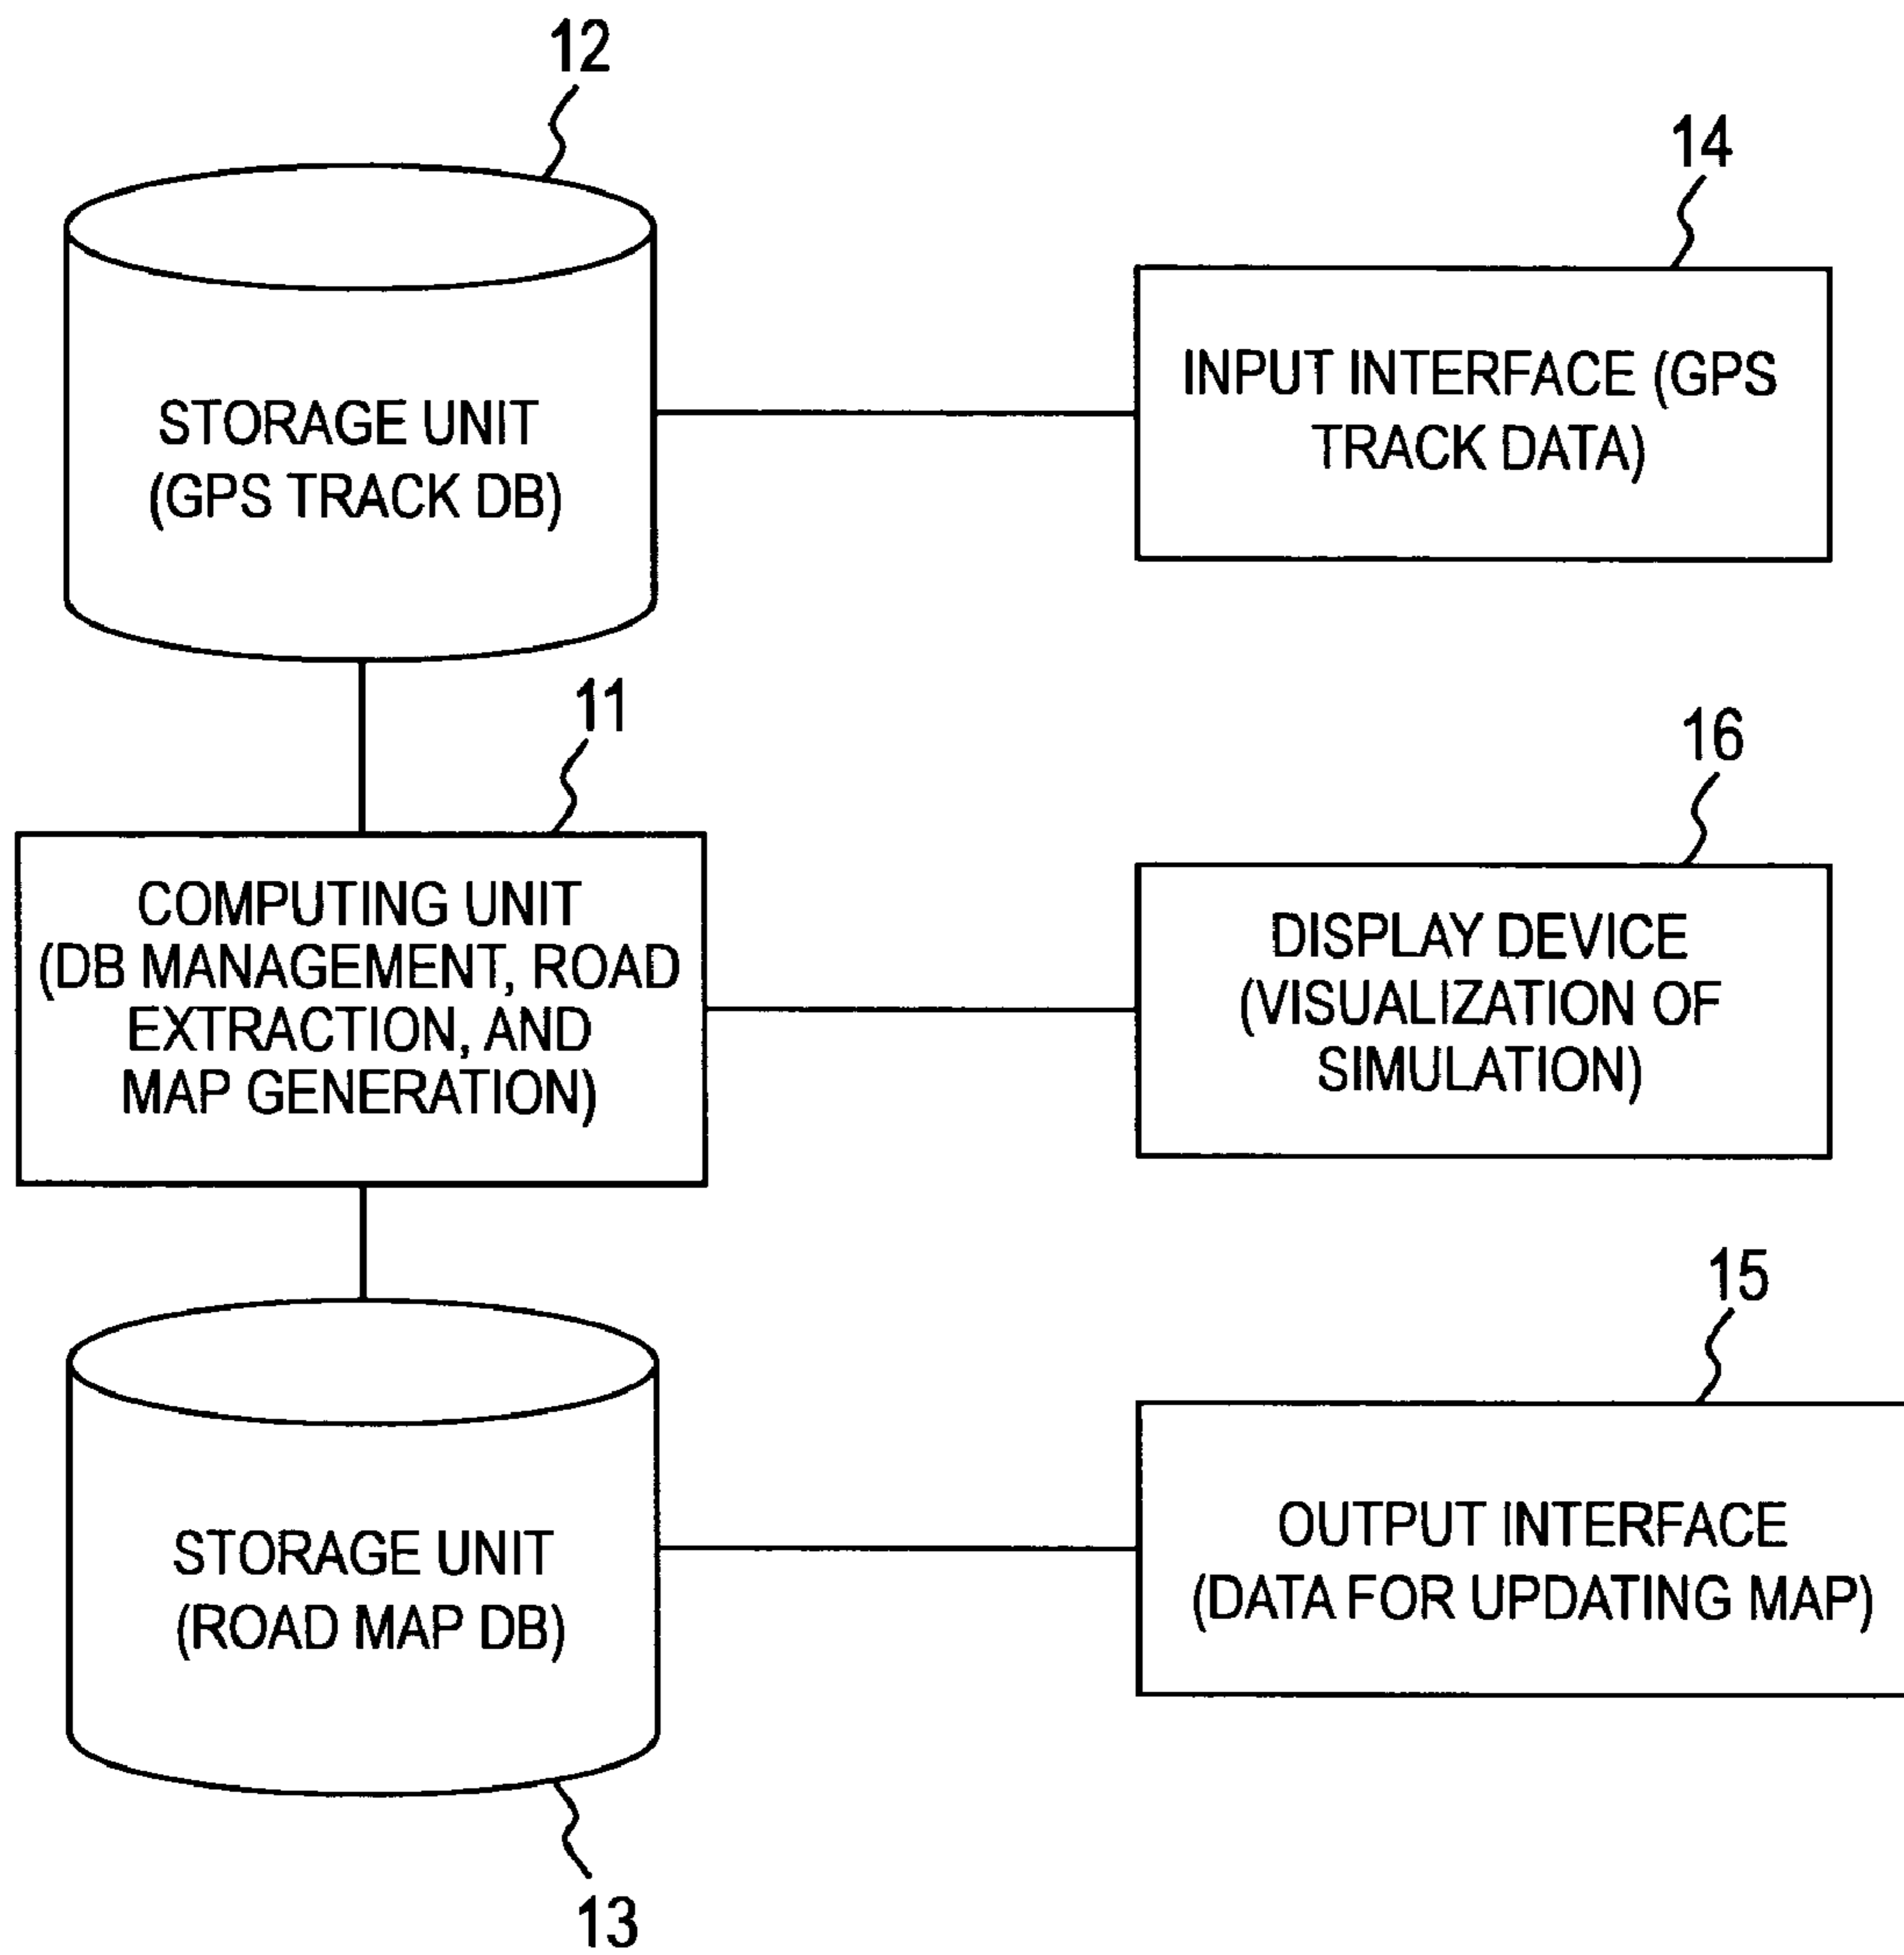 12
14
STORAGE UNIT
(GPS TRACK DB)
INPUT INTERFACE (GPS
TRACK DATA)
11
16
COMPUTING UNIT
(DB MANAGEMENT, ROAD
EXTRACTION, AND
MAP GENERATION)
DISPLAY DEVICE
(VISUALIZATION OF
SIMULATION)
15
STORAGE UNIT
(ROAD MAP DB)
OUTPUT INTERFACE
(DATA FOR UPDATING MAP)
13